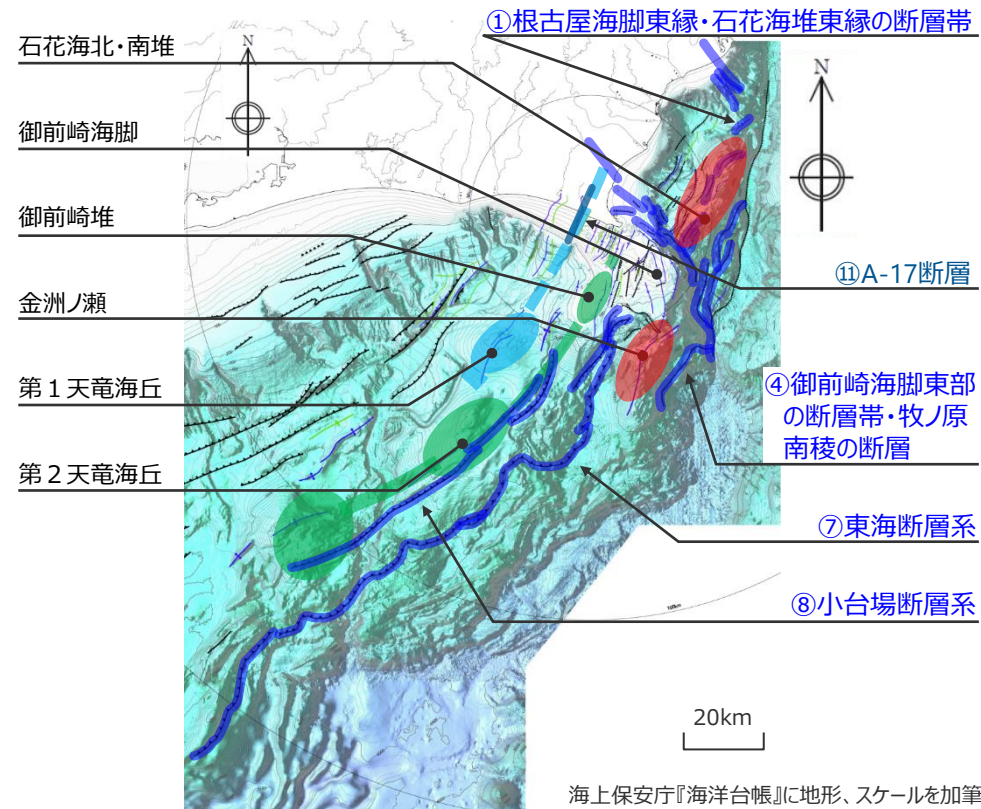 ①根古屋海脚東縁・石花海堆東縁の断層帯
石花海北・南堆
N
N
御前崎海脚
御前崎堆
⑪A-17断層
金洲ノ瀬
第１天竜海丘
④御前崎海脚東部
の断層帯・牧ノ原
南稜の断層
第２天竜海丘
⑦東海断層系
⑧小台場断層系
20km
海上保安庁『海洋台帳』に地形、スケールを加筆